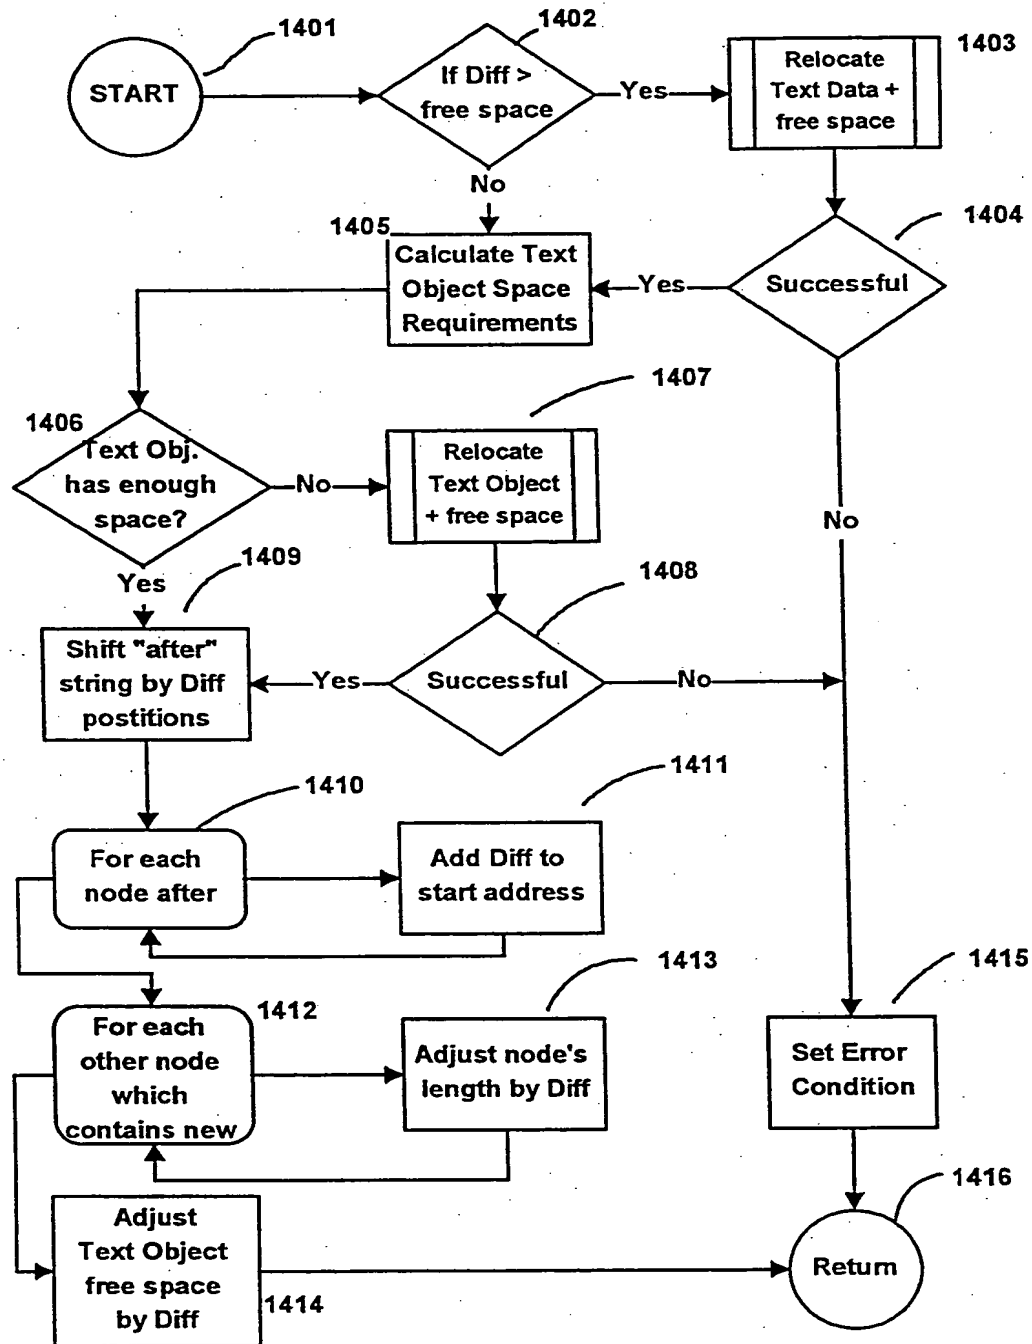 1401
START
1402
If Diff >
free space
Yes
1403
Relocate
Text Data +
free space
No
1404
Successful
Yes
1405
Calculate Text
Object Space
Requirements
1406
Text Obj.
has enough
space?
No
1407
Relocate
Text Object
+ free space
No
Yes
1409
1408
Shift "after"
string by Diff
postitions
Yes
Successful
No
1410
For each
node after
1411
Add Diff to
start address
1412
For each
other node
which
contains new
1413
Adjust node's
length by Diff
1415
Set Error
Condition
1416
Return
Adjust
Text Object
free space
by Diff
1414